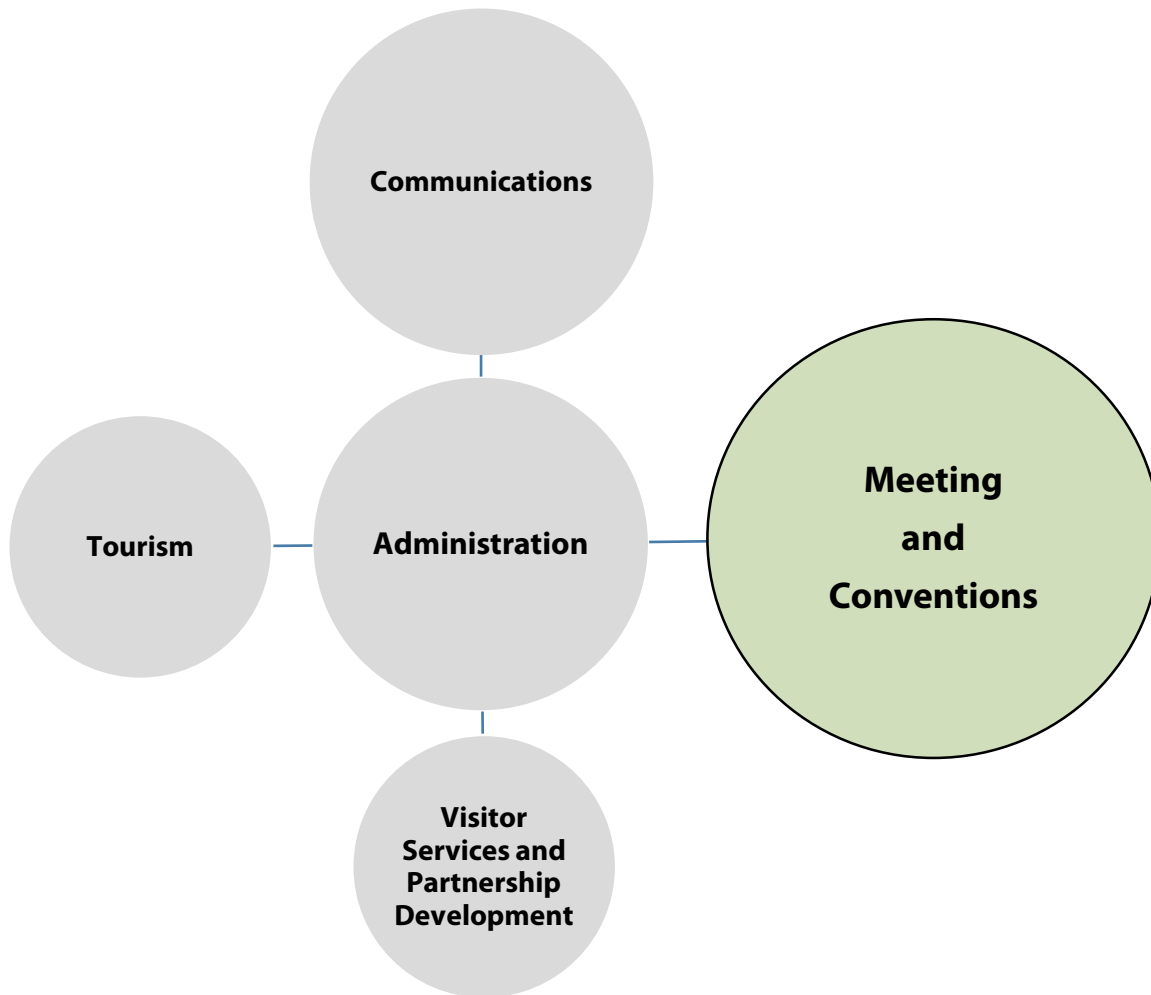 Communications
Meeting
and
Conventions
Tourism
Administration
Visitor
Services and
Partnership
Development